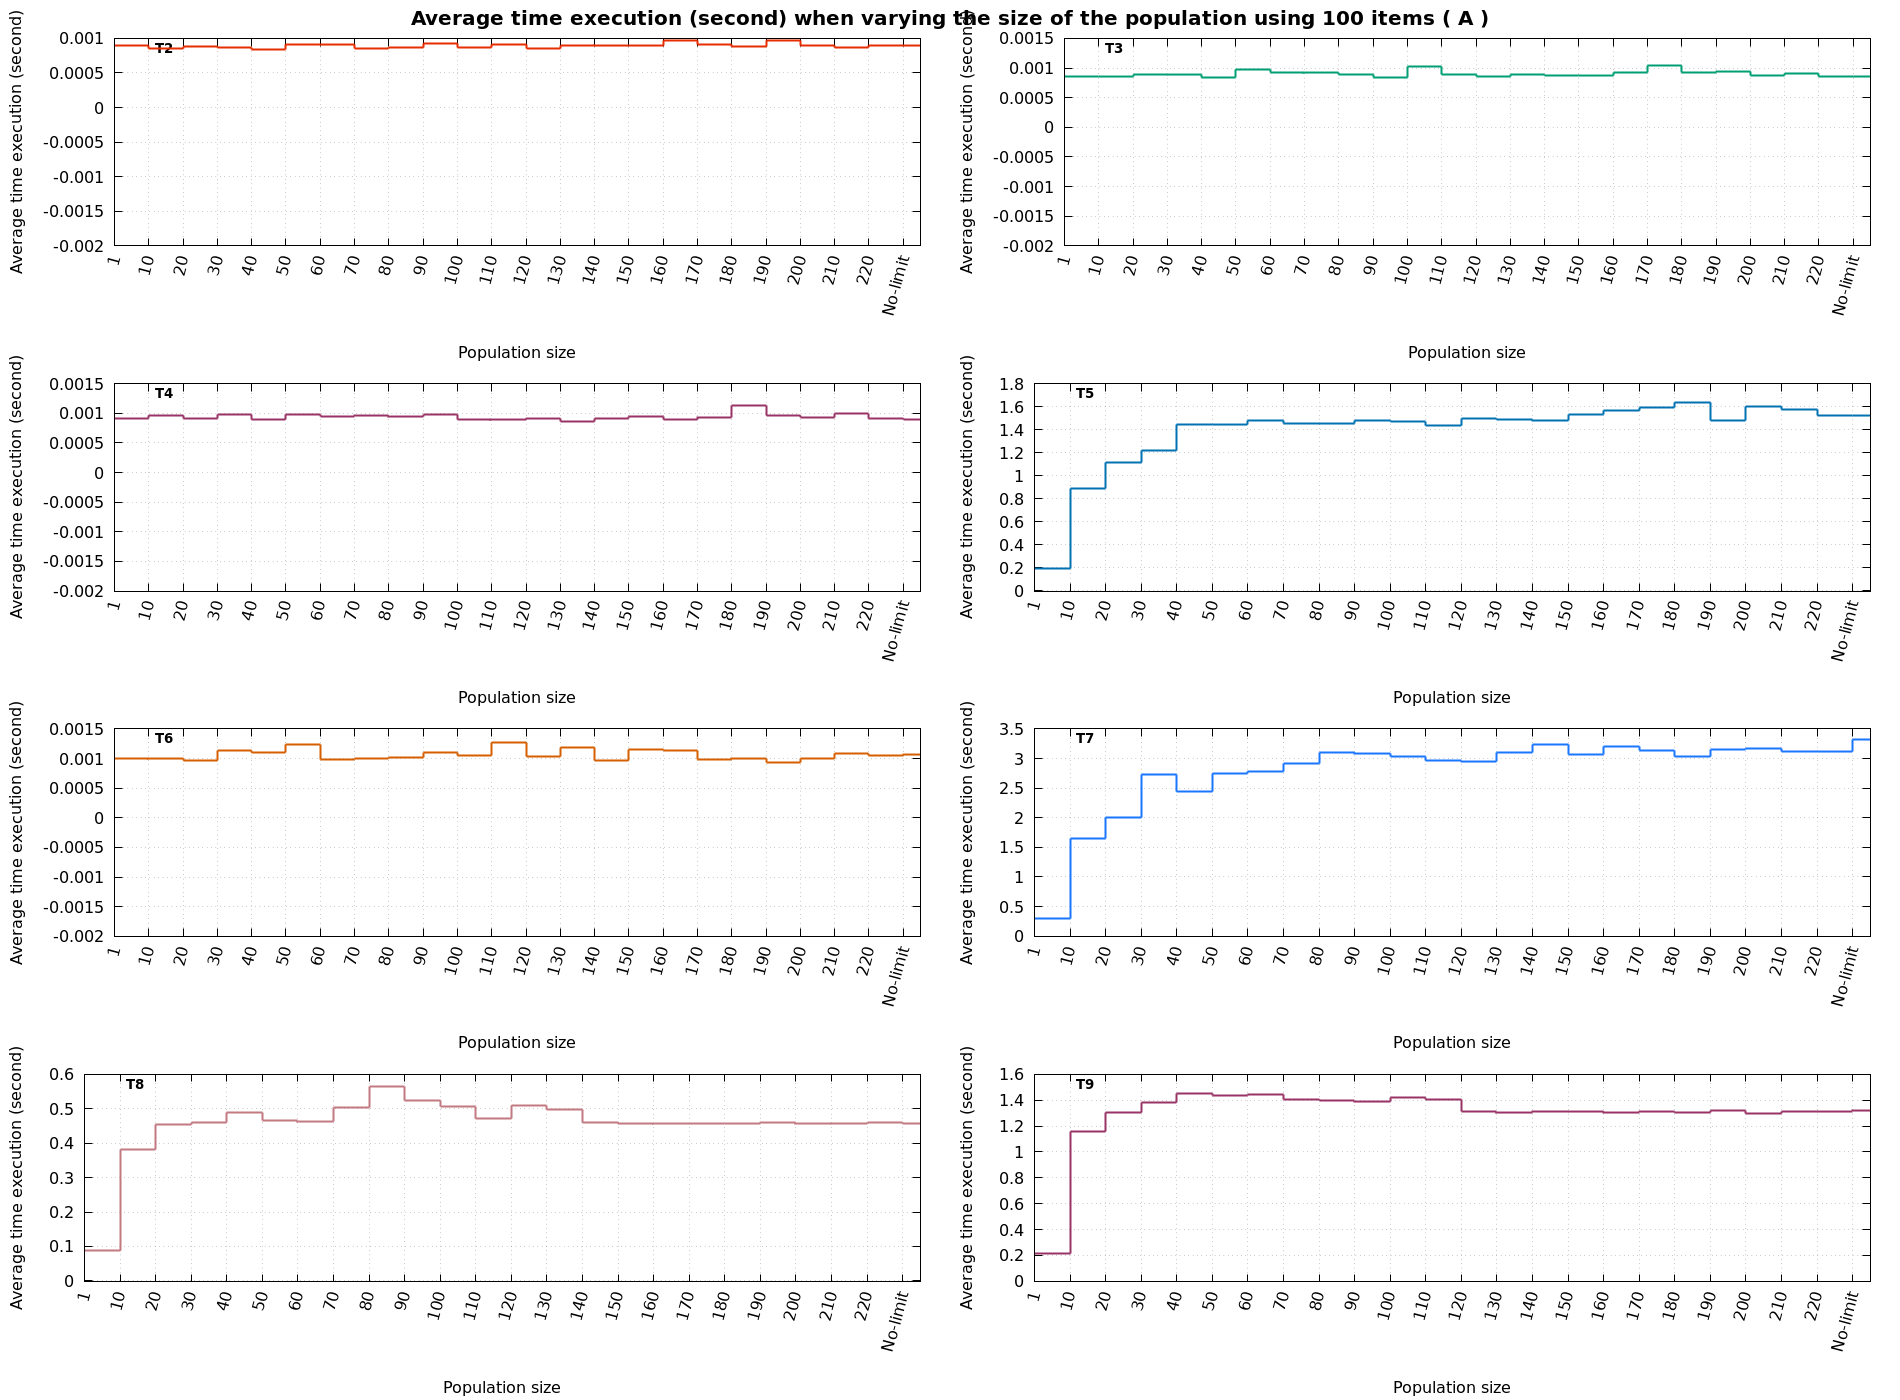 Average time execution (second) when varying the size of the population using 100 items ( A )
Average time execution (second)
0.001
0.0005
0
-0.0005
-0.001
-0.0015
-0.002
T2
1 10 20 30 40 50 60 70 80 90 100 110 120 130 140 150 160 170 180 190 200 210 220 No-limit
Population size
Average time execution (second)
0.0015
0.001
0.0005
0
-0.0005
-0.001
-0.0015
-0.002
T3
1 10 20 30 40 50 60 70 80 90 100 110 120 130 140 150 160 170 180 190 200 210 220 No-limit
Population size
Average time execution (second)
0.0015
0.001
0.0005
0
-0.0005
-0.001
-0.0015
-0.002
T4
1 10 20 30 40 50 60 70 80 90 100 110 120 130 140 150 160 170 180 190 200 210 220 No-limit
Population size
Average time execution (second)
1.8
1.6
1.4
1.2
1
0.8
0.6
0.4
0.2
0
T5
1 10 20 30 40 50 60 70 80 90 100 110 120 130 140 150 160 170 180 190 200 210 220 No-limit
Population size
Average time execution (second)
0.0015
0.001
0.0005
0
-0.0005
-0.001
-0.0015
-0.002
T6
1 10 20 30 40 50 60 70 80 90 100 110 120 130 140 150 160 170 180 190 200 210 220 No-limit
Population size
Average time execution (second)
3.5
3
2.5
2
1.5
1
0.5
0
T7
1 10 20 30 40 50 60 70 80 90 100 110 120 130 140 150 160 170 180 190 200 210 220 No-limit
Population size
Average time execution (second)
0.6
0.5
0.4
0.3
0.2
0.1
0
T8
1 10 20 30 40 50 60 70 80 90 100 110 120 130 140 150 160 170 180 190 200 210 220 No-limit
Population size
Average time execution (second)
1.6
1.4
1.2
1
0.8
0.6
0.4
0.2
0
T9
1 10 20 30 40 50 60 70 80 90 100 110 120 130 140 150 160 170 180 190 200 210 220 No-limit
Population size